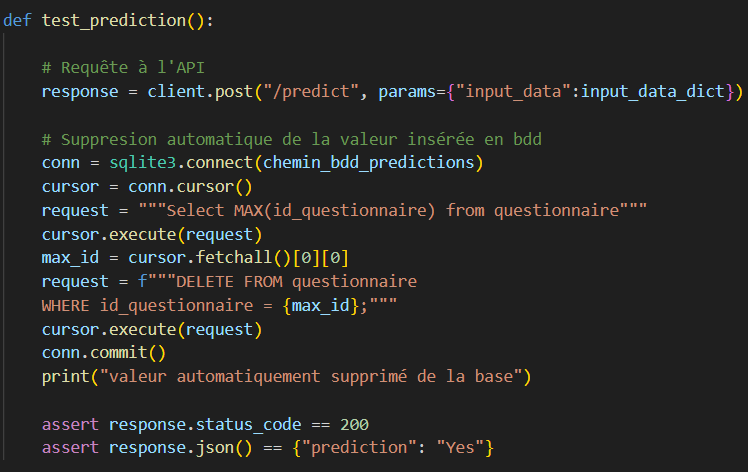 def test_prediction():
# Requête à l'API
response = client.post("/predict", params={"input_data":input_data_dict})
# Suppresion automatique de la valeur insérée en bdd
conn = sqlite3.connect(chemin_bdd_predictions)
cursor = conn.cursor()
request = """Select MAX(id_questionnaire) from questionnaire"""
cursor.execute(request)
max_id = cursor.fetchall()[0][0]
request = f"""DELETE FROM questionnaire
WHERE id_questionnaire = {max_id};"""
cursor.execute(request)
conn.commit()
print("valeur automatiquement supprimé de la base")
assert response.status_code == 200
assert response.json() == {"prediction": "Yes"}